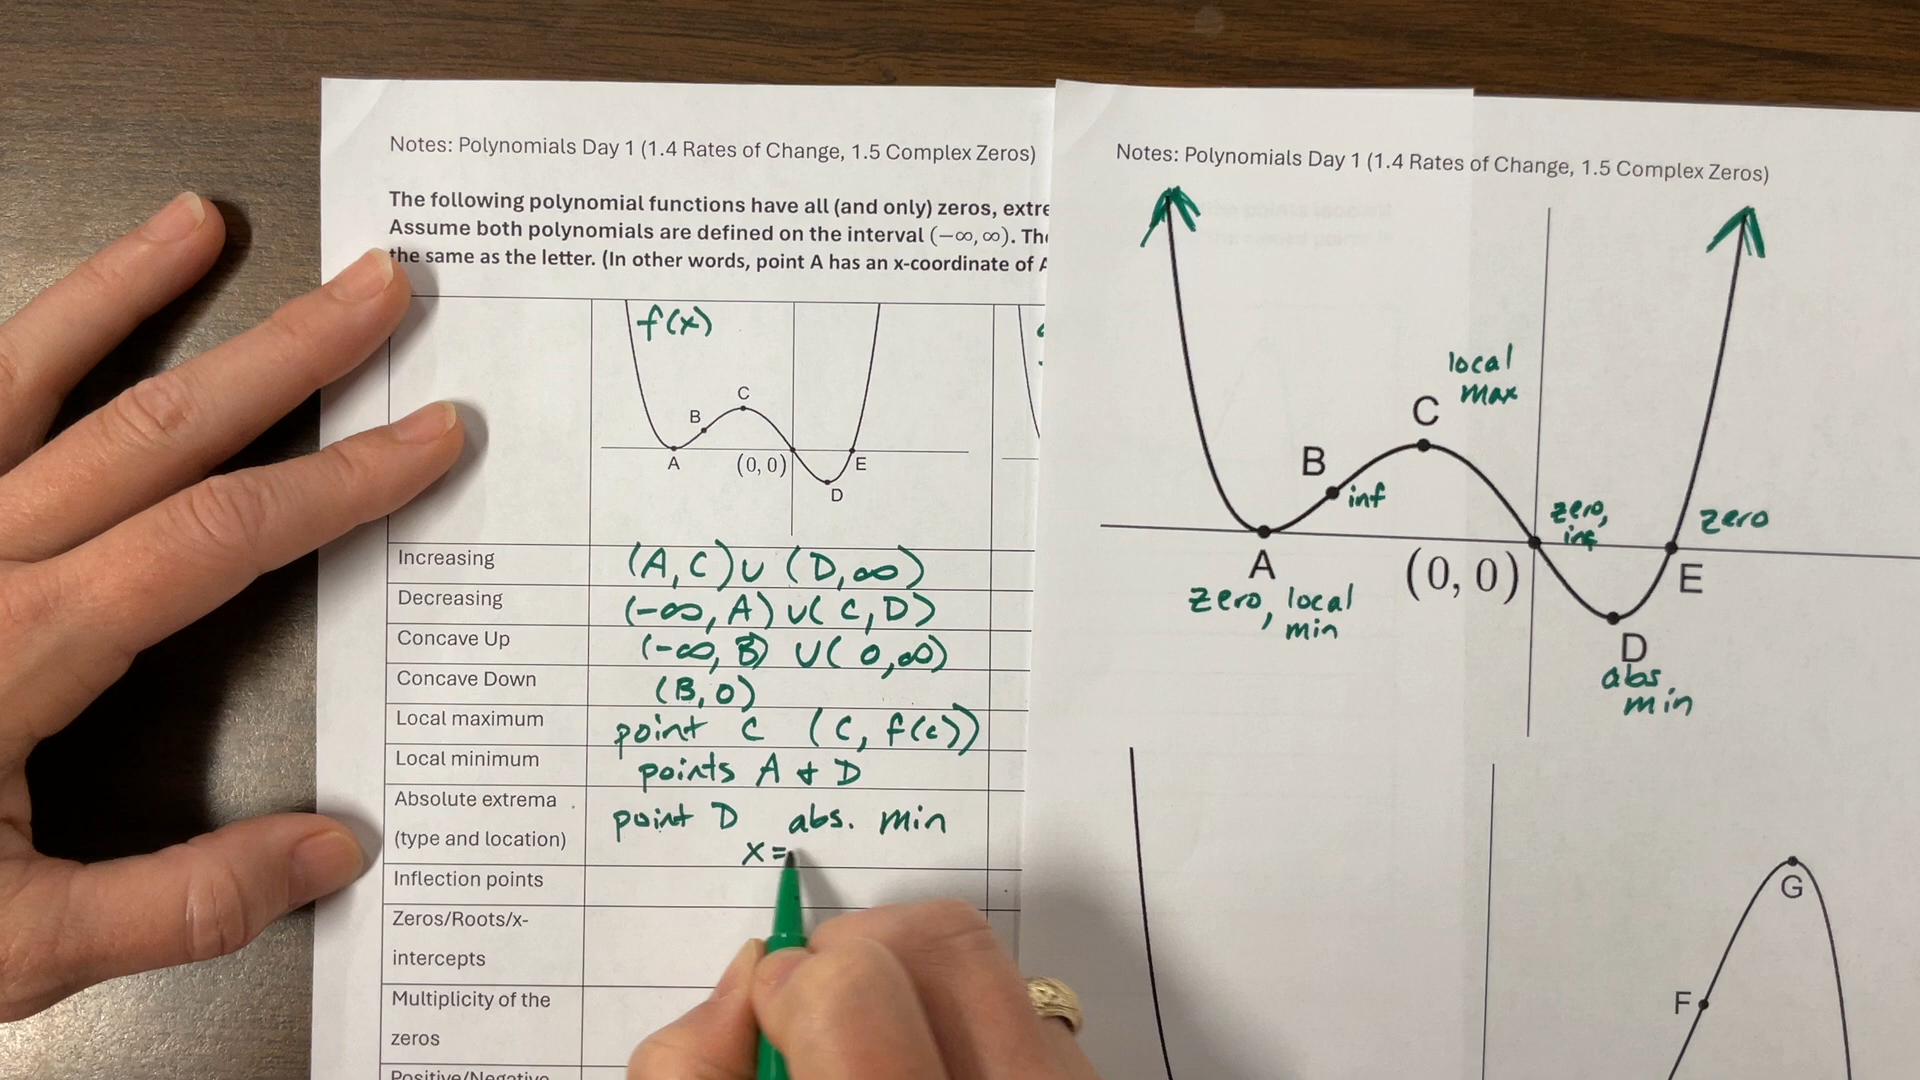 Notes: Polynomials Day 1 (1.4 Rates of Change, 1.5 Complex Zeros)
The following polynomial functions have all (and only) zeros, extre
Assume both polynomials are defined on the interval (−∞, ∞). The
the same as the letter. (In other words, point A has an x-coordinate of A
f(x)
C
B
A
(0, 0)
E
D
Increasing
(A, C) ∪ (D, ∞)
Decreasing
(-∞, A) ∪ (C, D)
Concave Up
(-∞, B) ∪ (0, ∞)
Concave Down
(B, 0)
Local maximum
point C (C, f(c))
Local minimum
points A + D
Absolute extrema
(type and location)
point D abs. min
x =
Inflection points
Zeros/Roots/x-
intercepts
Multiplicity of the
zeros
Positive/Negative
Notes: Polynomials Day 1 (1.4 Rates of Change, 1.5 Complex Zeros)
local
max
C
B
inf
zero,
inf
zero
A
(0, 0)
E
zero, local
min
D
abs.
min
G
F